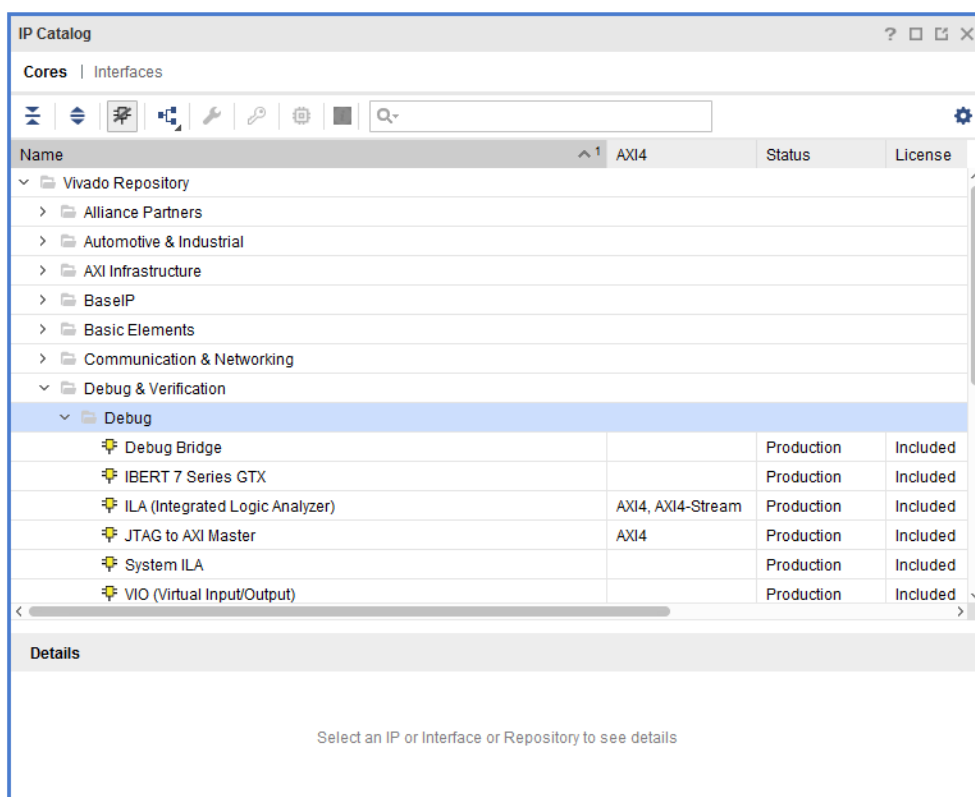 IP Catalog
Cores | Interfaces
Name 1 AXI4 Status License
Vivado Repository
Alliance Partners
Automotive & Industrial
AXI Infrastructure
BaseIP
Basic Elements
Communication & Networking
Debug & Verification
Debug
Debug Bridge Production Included
IBERT 7 Series GTX Production Included
ILA (Integrated Logic Analyzer) AXI4, AXI4-Stream Production Included
JTAG to AXI Master AXI4 Production Included
System ILA Production Included
VIO (Virtual Input/Output) Production Included
Details
Select an IP or Interface or Repository to see details